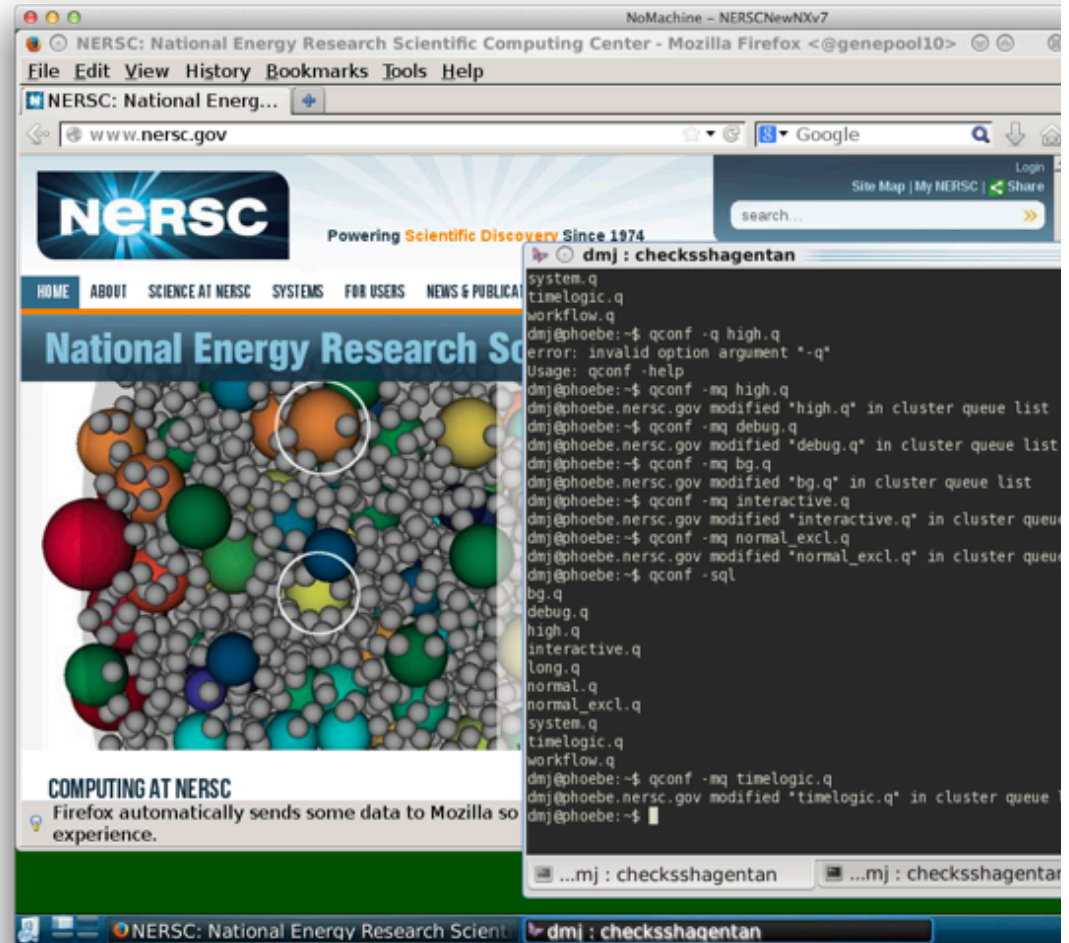 NoMachine – NERSCNewNXv7
NERSC: National Energy Research Scientific Computing Center - Mozilla Firefox <@genepool10>
File Edit View History Bookmarks Tools Help
NERSC: National Energ...
www.nersc.gov
Google
Login
Site Map | My NERSC | Share
search...
NERSC
Powering Scientific Discovery Since 1974
HOME ABOUT SCIENCE AT NERSC SYSTEMS FOR USERS NEWS & PUBLICAT
National Energy Research Sc
COMPUTING AT NERSC
Firefox automatically sends some data to Mozilla so
experience.
dmj : checksshagentan
system.q
timelogic.q
workflow.q
dmj@phoebe:~$ qconf -q high.q
error: invalid option argument "-q"
Usage: qconf -help
dmj@phoebe:~$ qconf -mq high.q
dmj@phoebe.nersc.gov modified "high.q" in cluster queue list
dmj@phoebe:~$ qconf -mq debug.q
dmj@phoebe.nersc.gov modified "debug.q" in cluster queue list
dmj@phoebe:~$ qconf -mq bg.q
dmj@phoebe.nersc.gov modified "bg.q" in cluster queue list
dmj@phoebe:~$ qconf -mq interactive.q
dmj@phoebe.nersc.gov modified "interactive.q" in cluster queue
dmj@phoebe:~$ qconf -mq normal_excl.q
dmj@phoebe.nersc.gov modified "normal_excl.q" in cluster queue
dmj@phoebe:~$ qconf -sql
bg.q
debug.q
high.q
interactive.q
long.q
normal.q
normal_excl.q
system.q
timelogic.q
workflow.q
dmj@phoebe:~$ qconf -mq timelogic.q
dmj@phoebe.nersc.gov modified "timelogic.q" in cluster queue l
dmj@phoebe:~$
...mj : checksshagentan ...mj : checksshagentan
NERSC: National Energy Research Scienti dmj : checksshagentan